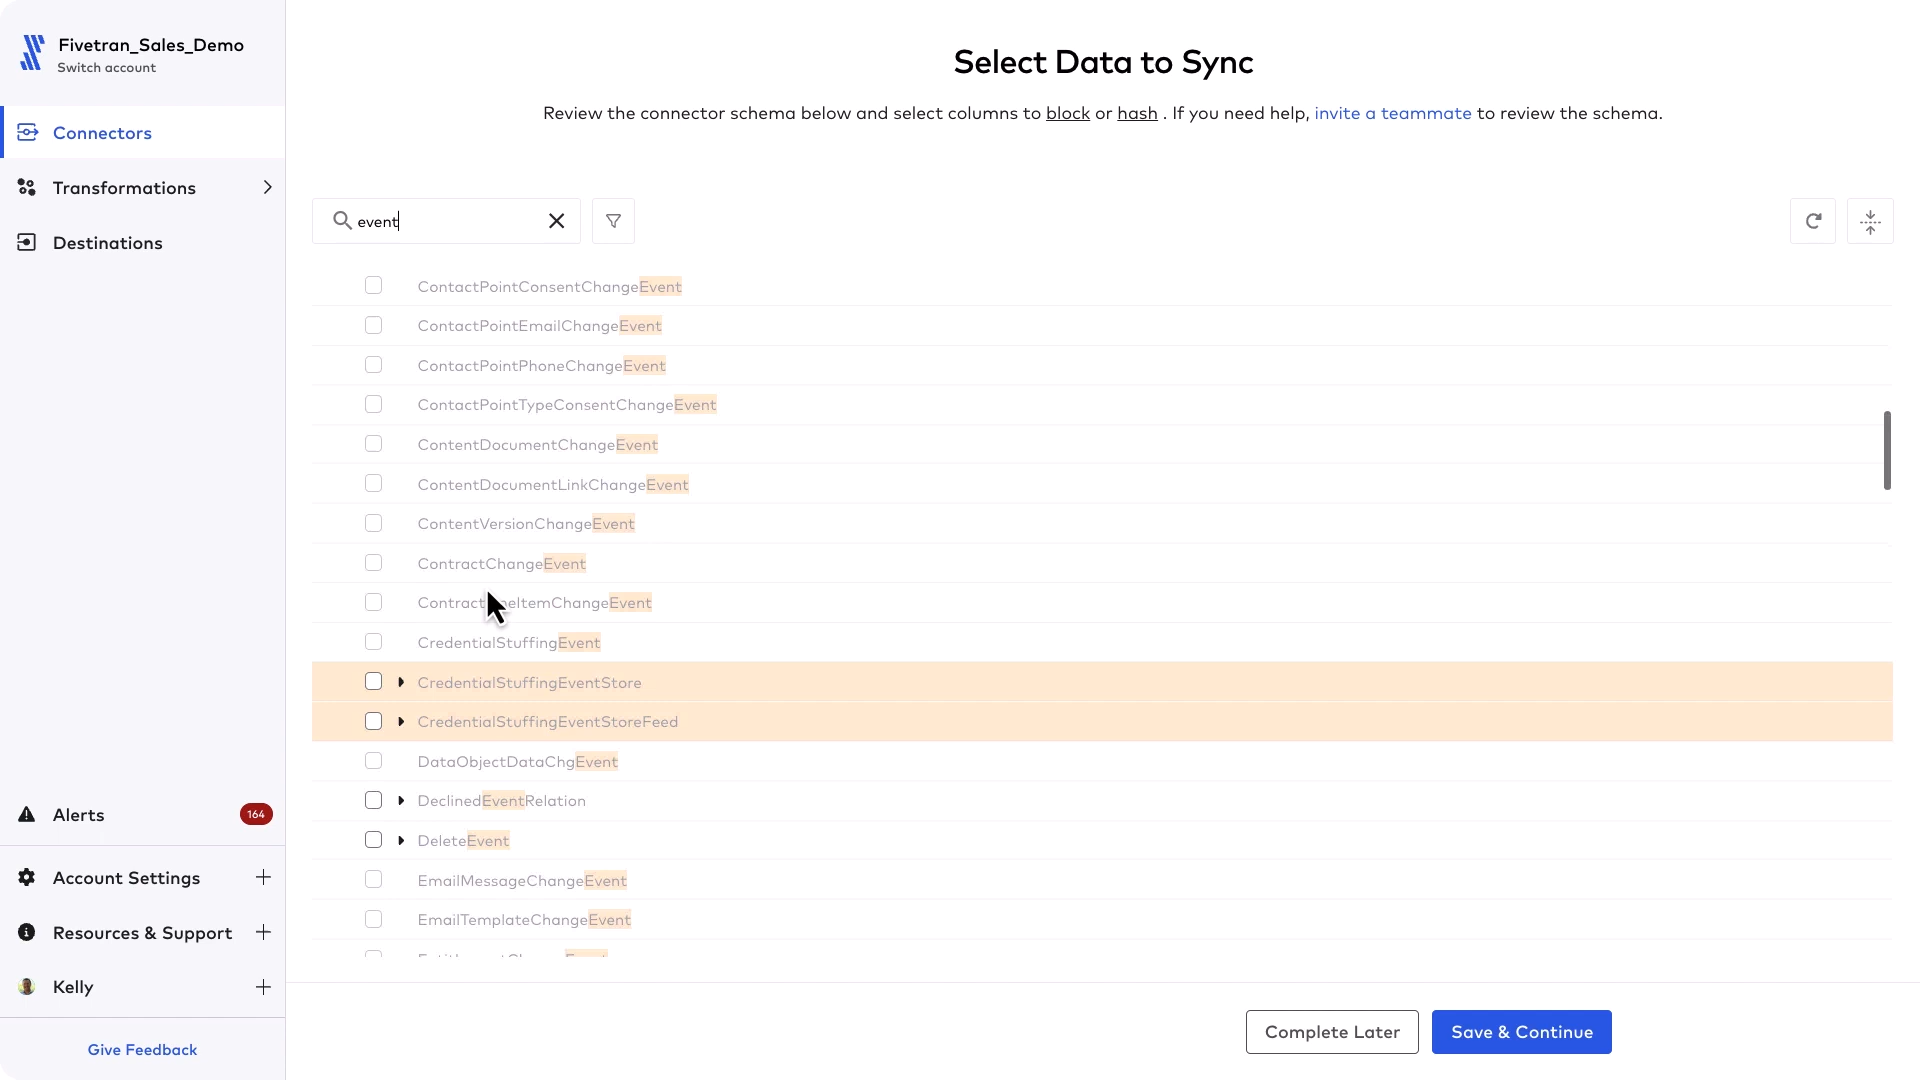 Fivetran_Sales_Demo
Switch account
Connectors
Transformations
Destinations
Alerts 164
Account Settings
Resources & Support
Kelly
Give Feedback
Select Data to Sync
Review the connector schema below and select columns to block or hash . If you need help, invite a teammate to review the schema.
event
ContactPointConsentChangeEvent
ContactPointEmailChangeEvent
ContactPointPhoneChangeEvent
ContactPointTypeConsentChangeEvent
ContentDocumentChangeEvent
ContentDocumentLinkChangeEvent
ContentVersionChangeEvent
ContractChangeEvent
CredentialStuffingEvent
CredentialStuffingEventStore
CredentialStuffingEventStoreFeed
DataObjectDataChgEvent
DeclinedEventRelation
DeleteEvent
EmailMessageChangeEvent
EmailTemplateChangeEvent
Complete Later
Save & Continue